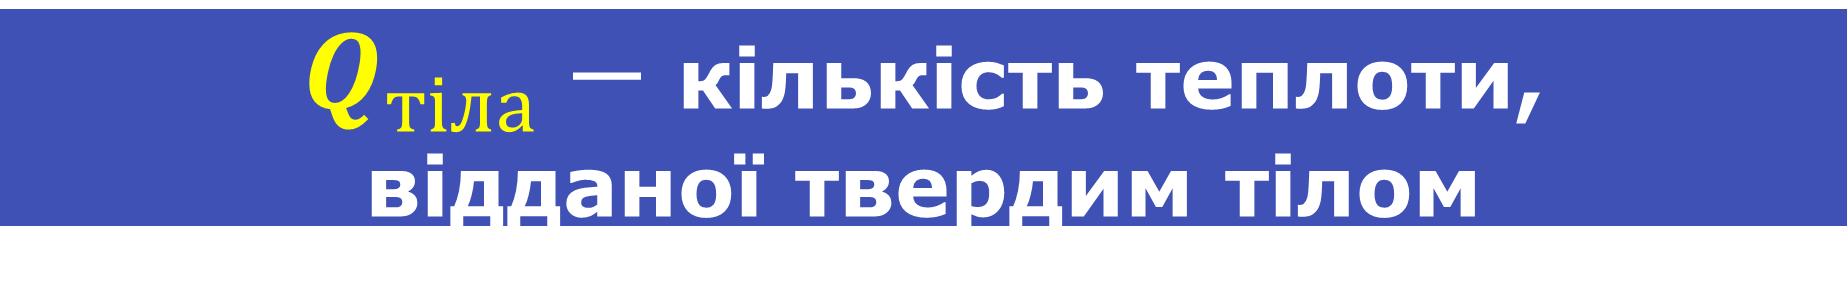 Qтіла — кількість теплоти,
відданої твердим тілом